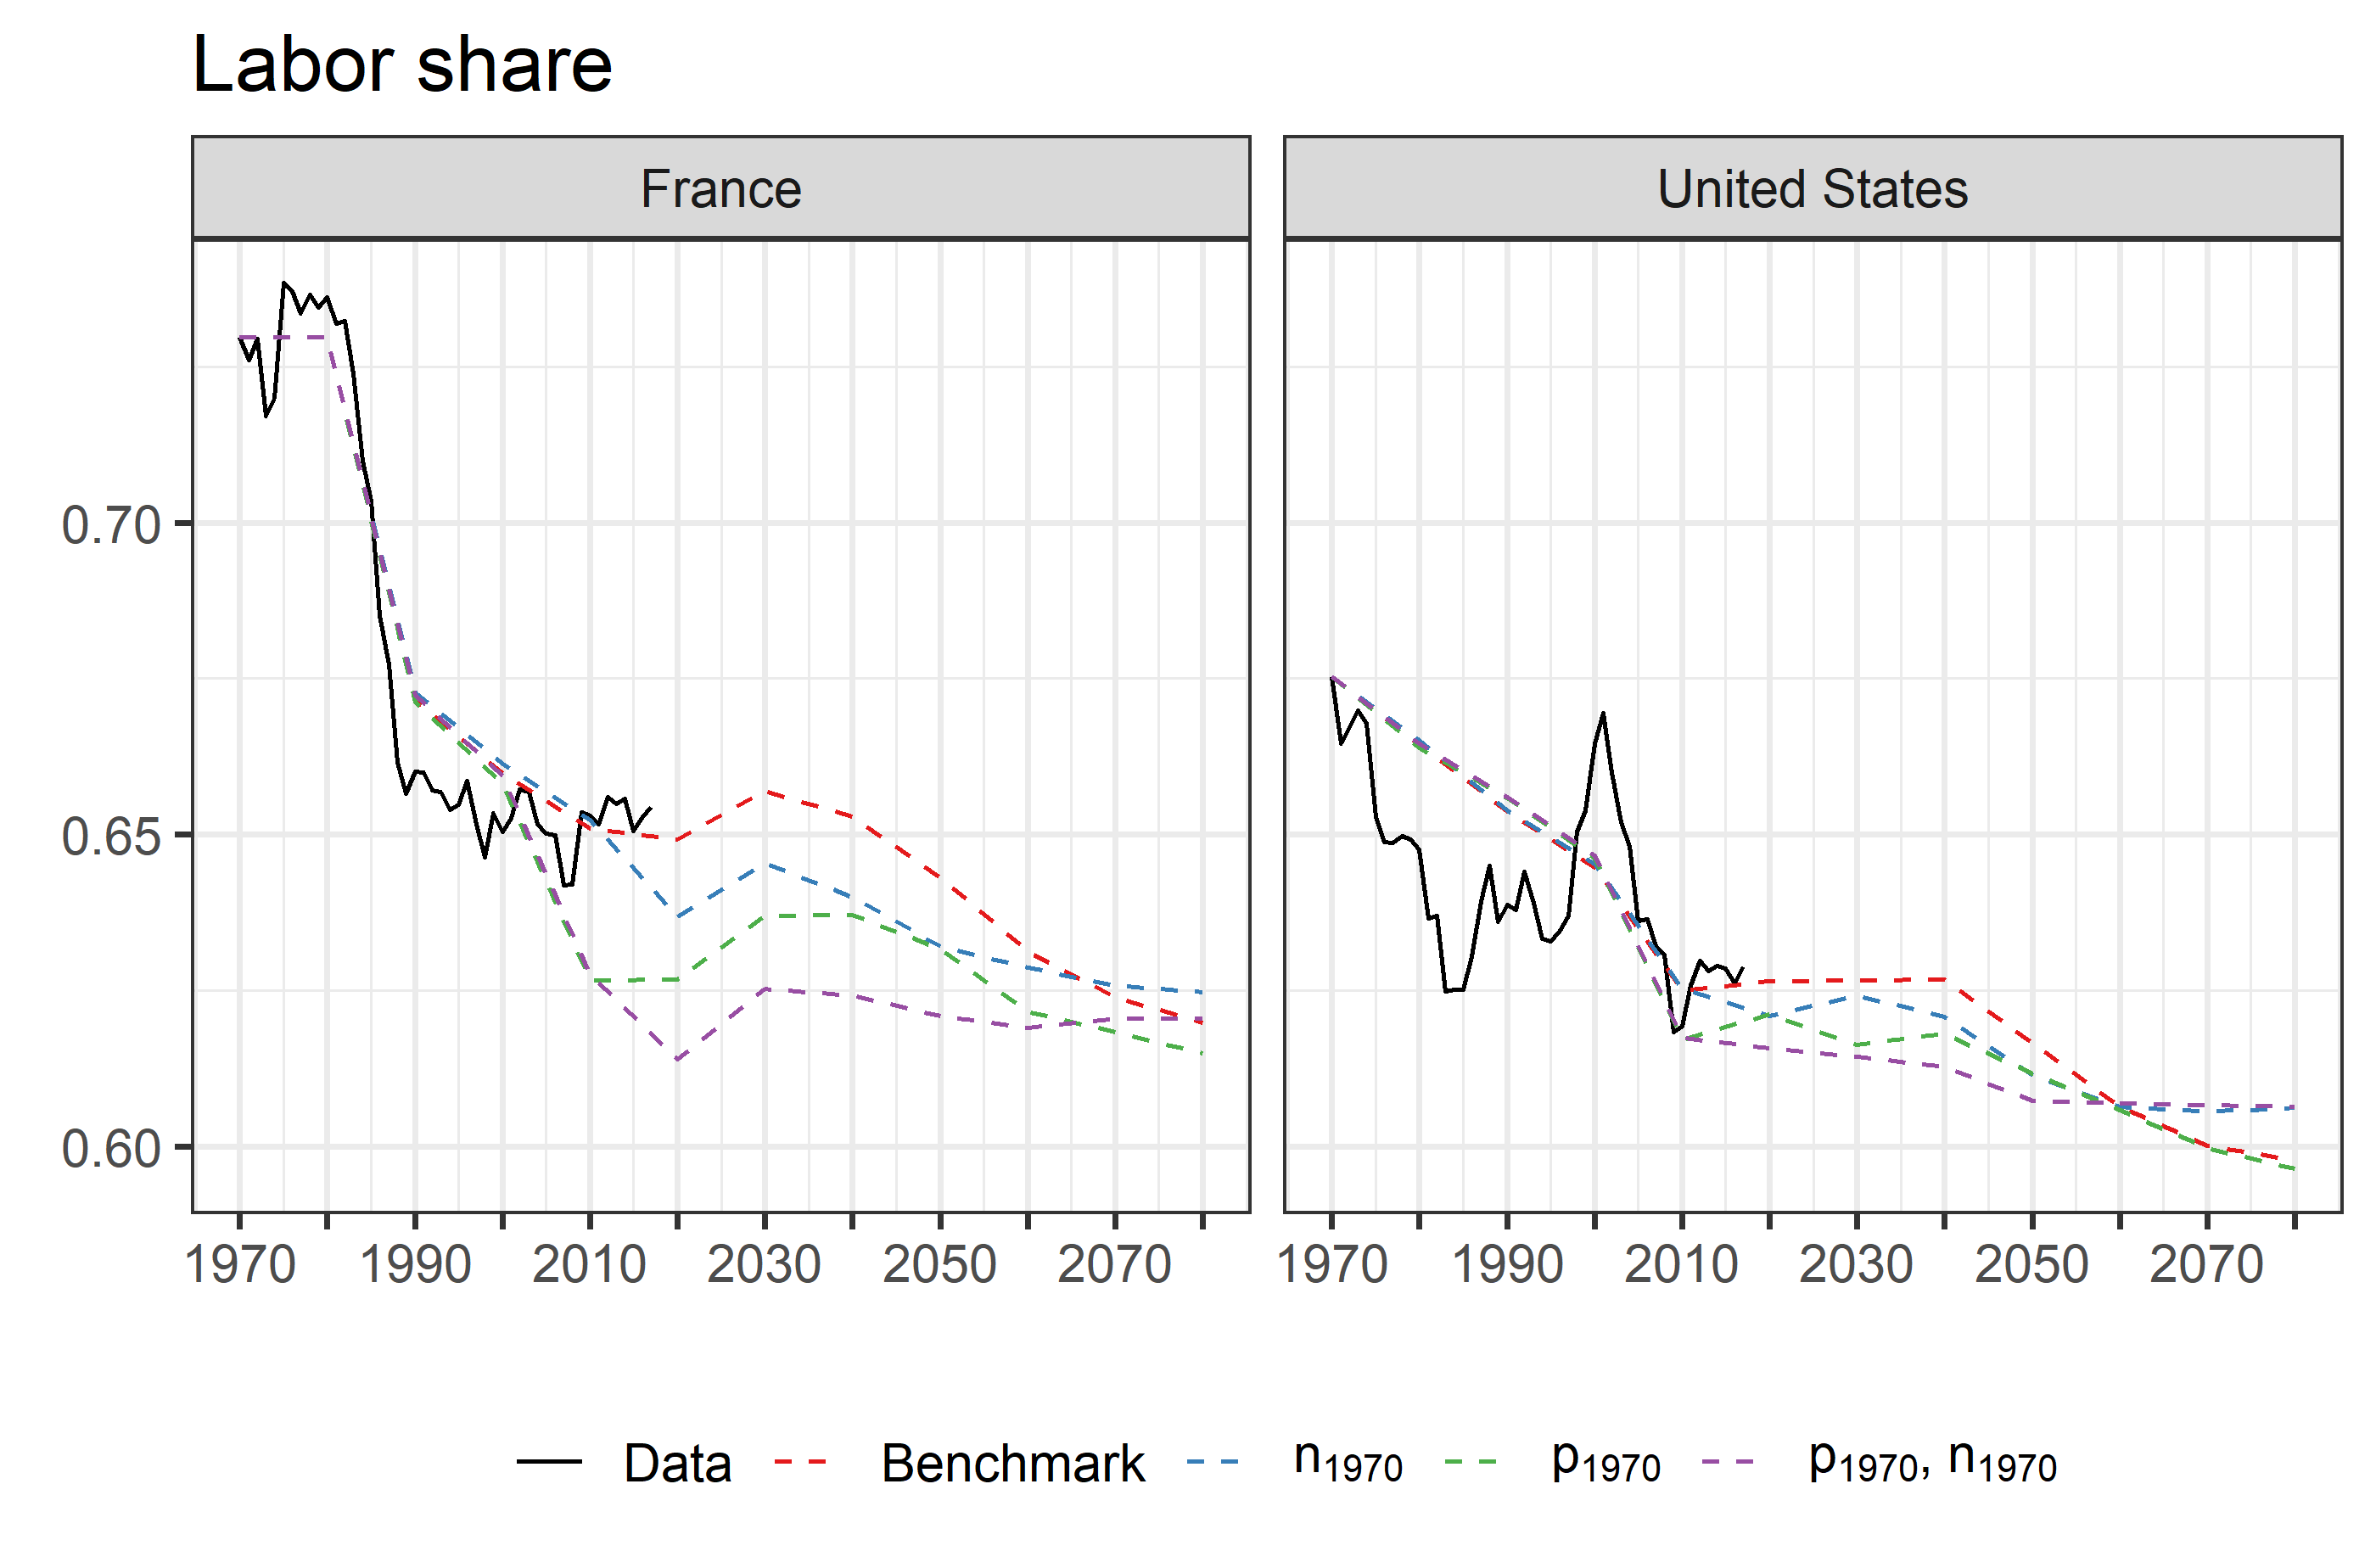 Labor share
France United States
0.70
0.65
0.60
1970 1990 2010 2030 2050 2070 1970 1990 2010 2030 2050 2070
Data Benchmark n1970 p1970 p1970, n1970